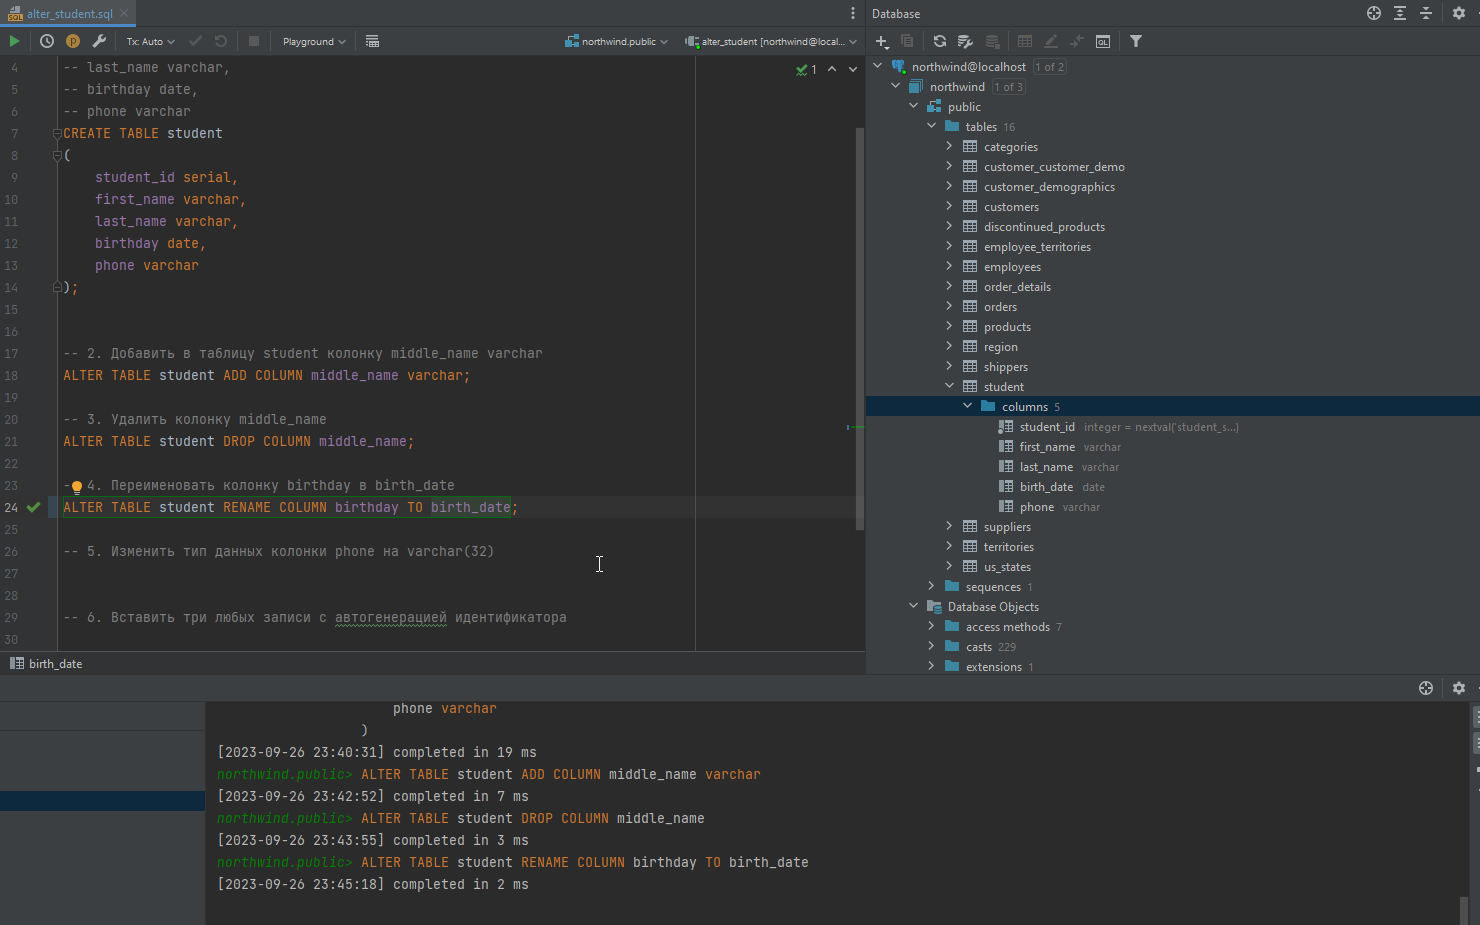 alter_student.sql
Database
Tx: Auto
Playground
northwind.public
alter_student [northwind@local...
4 -- last_name varchar,
5 -- birthday date,
6 -- phone varchar
7 CREATE TABLE student
8 (
9 student_id serial,
10 first_name varchar,
11 last_name varchar,
12 birthday date,
13 phone varchar
14 );
15
16
17 -- 2. Добавить в таблицу student колонку middle_name varchar
18 ALTER TABLE student ADD COLUMN middle_name varchar;
19
20 -- 3. Удалить колонку middle_name
21 ALTER TABLE student DROP COLUMN middle_name;
22
23 - 4. Переименовать колонку birthday в birth_date
24 ALTER TABLE student RENAME COLUMN birthday TO birth_date;
25
26 -- 5. Изменить тип данных колонки phone на varchar(32)
27
28
29 -- 6. Вставить три любых записи с автогенерацией идентификатора
30
1
birth_date
northwind@localhost 1 of 2
northwind 1 of 3
public
tables 16
categories
customer_customer_demo
customer_demographics
customers
discontinued_products
employee_territories
employees
order_details
orders
products
region
shippers
student
columns 5
student_id integer = nextval('student_s...)
first_name varchar
last_name varchar
birth_date date
phone varchar
suppliers
territories
us_states
sequences 1
Database Objects
access methods 7
casts 229
extensions 1
phone varchar
)
[2023-09-26 23:40:31] completed in 19 ms
northwind.public> ALTER TABLE student ADD COLUMN middle_name varchar
[2023-09-26 23:42:52] completed in 7 ms
northwind.public> ALTER TABLE student DROP COLUMN middle_name
[2023-09-26 23:43:55] completed in 3 ms
northwind.public> ALTER TABLE student RENAME COLUMN birthday TO birth_date
[2023-09-26 23:45:18] completed in 2 ms